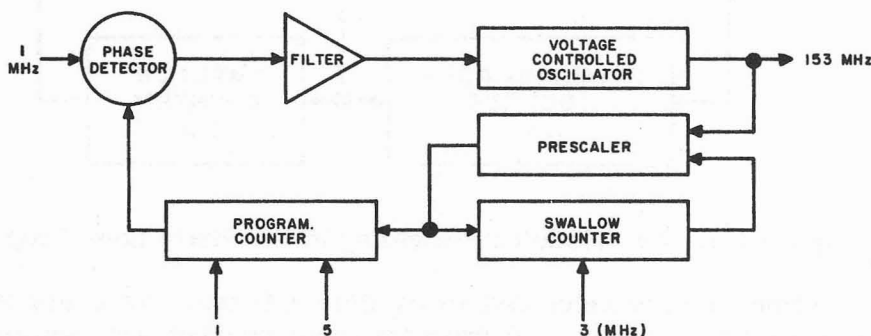 1
MHz
PHASE
DETECTOR
FILTER
VOLTAGE
CONTROLLED
OSCILLATOR
153 MHz
PRESCALER
PROGRAM.
COUNTER
SWALLOW
COUNTER
1
5
3 (MHz)